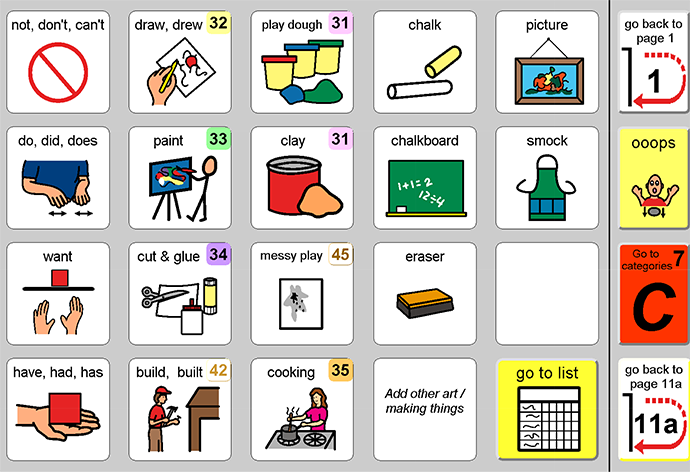 not, don't, can't
draw, drew 32
play dough 31
chalk
picture
go back to
page 1
1
do, did, does
paint 33
clay 31
chalkboard
1+1=2
12÷4
smock
ooops
want
cut & glue 34
messy play 45
eraser
Go to
categories 7
C
have, had, has
build, built 42
cooking 35
Add other art /
making things
go to list
go back to
page 11a
11a